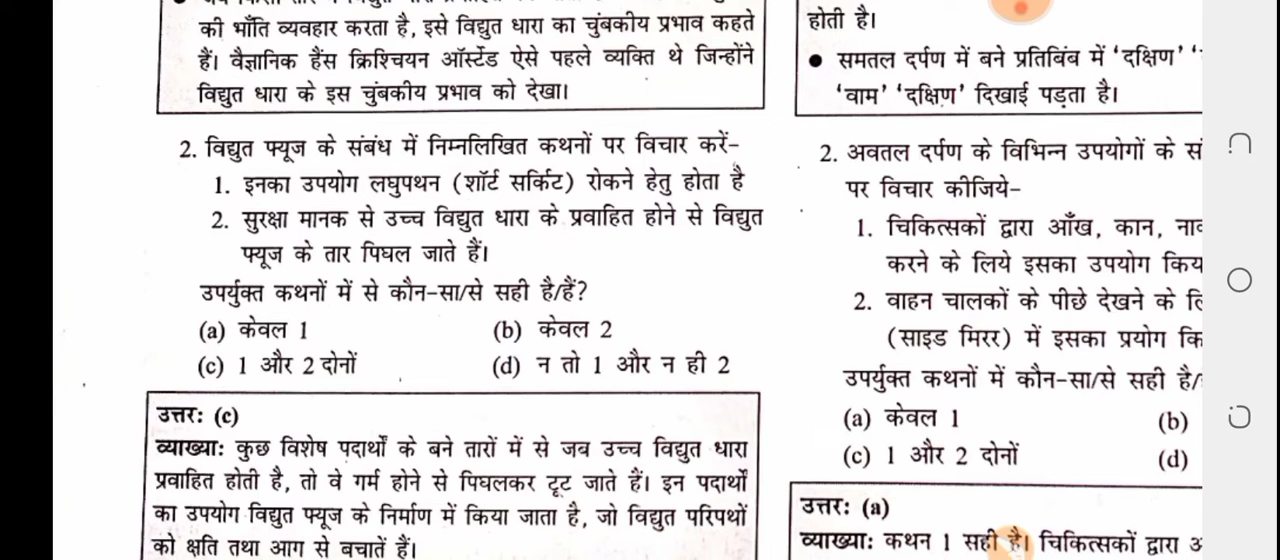 की भाँति व्यवहार करता है, इसे विद्युत धारा का चुंबकीय प्रभाव कहते
हैं। वैज्ञानिक हैंस क्रिश्चियन ऑर्स्टेड ऐसे पहले व्यक्ति थे जिन्होंने
विद्युत धारा के इस चुंबकीय प्रभाव को देखा।
2. विद्युत फ्यूज के संबंध में निम्नलिखित कथनों पर विचार करें-
1. इनका उपयोग लघुपथन (शॉर्ट सर्किट) रोकने हेतु होता है
2. सुरक्षा मानक से उच्च विद्युत धारा के प्रवाहित होने से विद्युत
फ्यूज के तार पिघल जाते हैं।
उपर्युक्त कथनों में से कौन-सा/से सही है/हैं?
(a) केवल 1
(b) केवल 2
(c) 1 और 2 दोनों
(d) न तो 1 और न ही 2
उत्तरः (c)
व्याख्याः कुछ विशेष पदार्थों के बने तारों में से जब उच्च विद्युत धारा
प्रवाहित होती है, तो वे गर्म होने से पिघलकर टूट जाते हैं। इन पदार्थों
का उपयोग विद्युत फ्यूज के निर्माण में किया जाता है, जो विद्युत परिपथों
को क्षति तथा आग से बचातें हैं।
होती है।
● समतल दर्पण में बने प्रतिबिंब में 'दक्षिण'
'वाम' 'दक्षिण' दिखाई पड़ता है।
2. अवतल दर्पण के विभिन्न उपयोगों के
पर विचार कीजिये-
1. चिकित्सकों द्वारा आँख, कान,
करने के लिये इसका उपयोग
2. वाहन चालकों के पीछे देखने के
(साइड मिरर) में इसका प्रयोग
उपर्युक्त कथनों में कौन-सा/से सही है/
(a) केवल 1
(b)
(c) 1 और 2 दोनों
(d)
उत्तरः (a)
व्याख्याः कथन 1 सही है। चिकित्सकों द्वारा